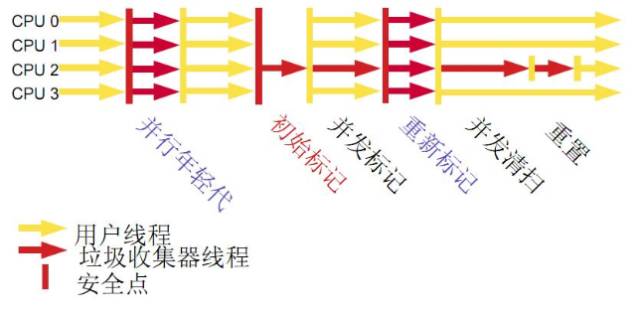 CPU 0
CPU 1
CPU 2
CPU 3
并行年轻代
初始标记
并发标记
重新标记
并发清扫
重置
用户线程
垃圾收集器线程
安全点